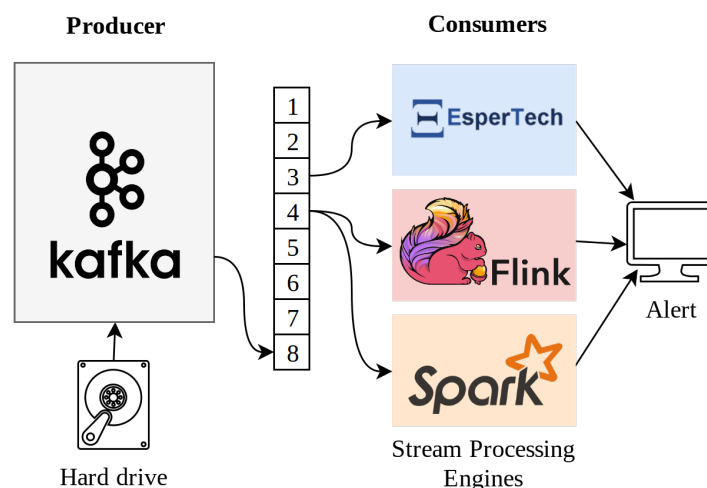 Producer
Consumers
kafka
1
2
3
4
5
6
7
8
EsperTech
Flink
Spark
Alert
Hard drive
Stream Processing
Engines